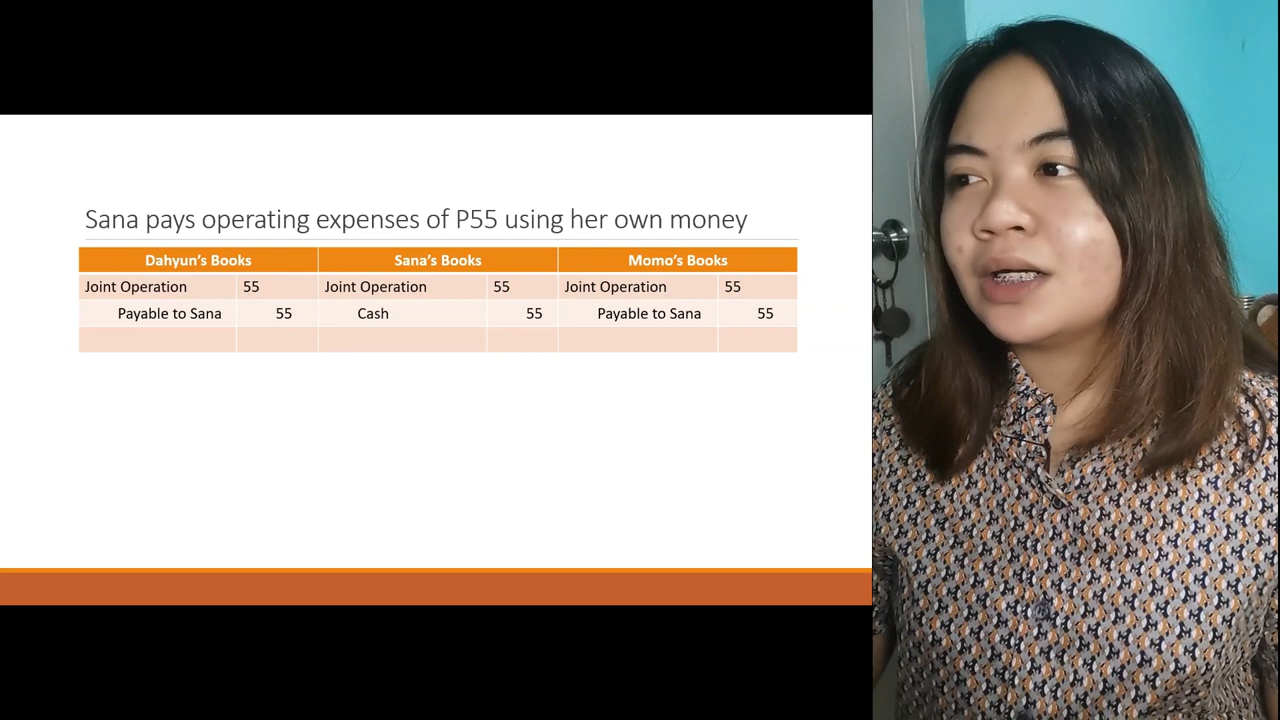 Sana pays operating expenses of P55 using her own money
Dahyun's Books Sana's Books Momo's Books
Joint Operation 55 Joint Operation 55 Joint Operation 55
Payable to Sana 55 Cash 55 Payable to Sana 55